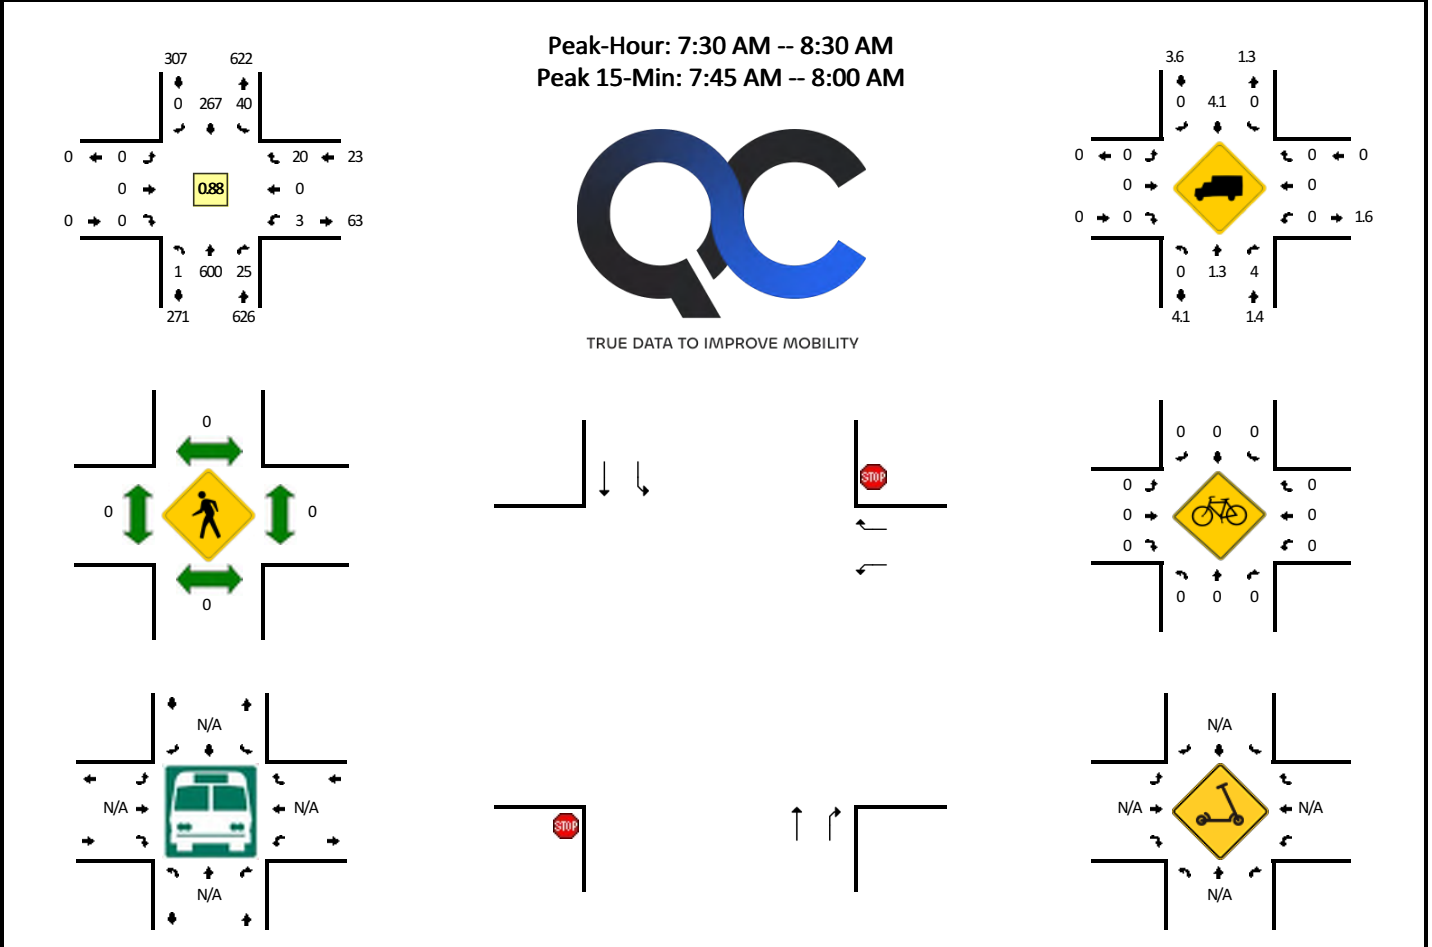 Peak-Hour: 7:30 AM -- 8:30 AM
Peak 15-Min: 7:45 AM -- 8:00 AM
307 622
0 267 40
0 0 20 23
0 0.88 0
0 0 3 63
1 600 25
271 626
TRUE DATA TO IMPROVE MOBILITY
3.6 1.3
0 4.1 0
0 0 0 0
0 0
0 0 0 1.6
0 1.3 4
4.1 1.4
0
0 0
0
STOP
STOP
0 0 0
0 0
0 0
0 0
0 0 0
N/A
N/A N/A
N/A
N/A
N/A N/A
N/A